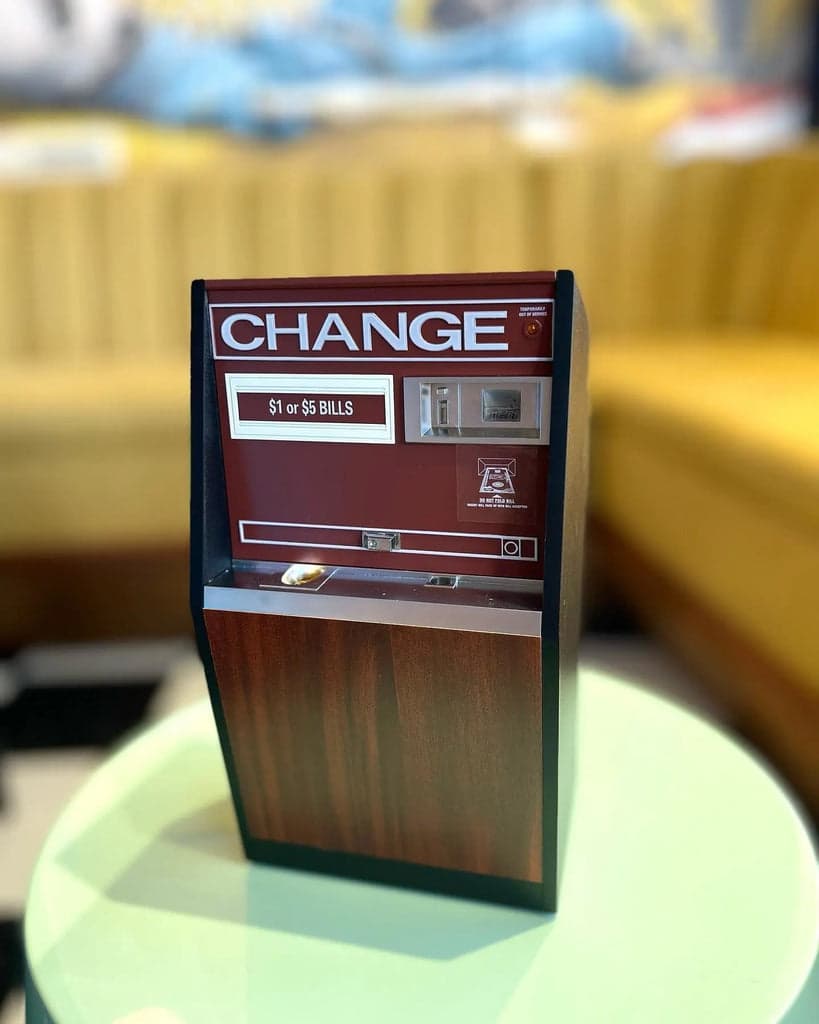 CHANGE
TEMPORARILY
OUT OF SERVICE
$1 or $5 BILLS
DO NOT FOLD BILL